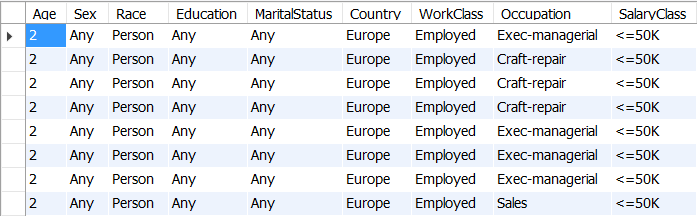 Age Sex Race Education MaritalStatus Country WorkClass Occupation SalaryClass
2 Any Person Any Any Europe Employed Exec-managerial <=50K
2 Any Person Any Any Europe Employed Craft-repair <=50K
2 Any Person Any Any Europe Employed Craft-repair <=50K
2 Any Person Any Any Europe Employed Craft-repair <=50K
2 Any Person Any Any Europe Employed Exec-managerial <=50K
2 Any Person Any Any Europe Employed Exec-managerial <=50K
2 Any Person Any Any Europe Employed Exec-managerial <=50K
2 Any Person Any Any Europe Employed Sales <=50K